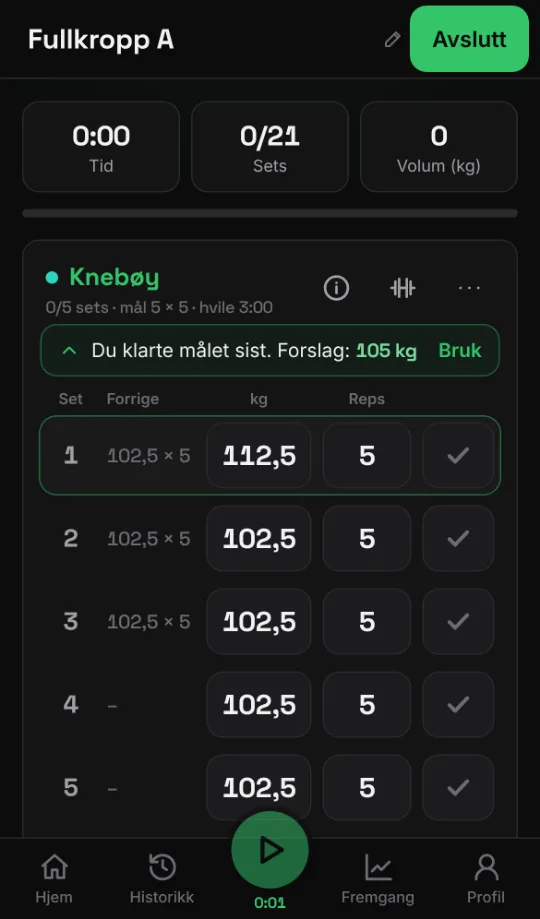 Fullkropp A
Avslutt
0:00
Tid
0/21
Sets
0
Volum (kg)
Knebøy
0/5 sets · mål 5 × 5 · hvile 3:00
Du klarte målet sist. Forslag: 105 kg Bruk
Set Forrige kg Reps
1 102,5 × 5 112,5 5
2 102,5 × 5 102,5 5
3 102,5 × 5 102,5 5
4 – 102,5 5
5 – 102,5 5
Hjem
Historikk
0:01
Fremgang
Profil